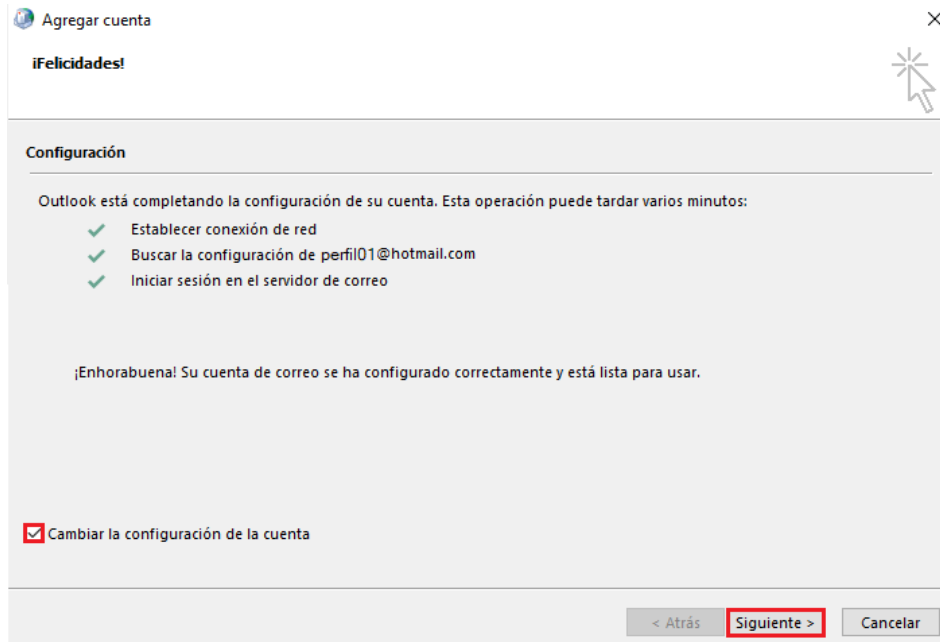 Agregar cuenta
¡Felicidades!
Configuración
Outlook está completando la configuración de su cuenta. Esta operación puede tardar varios minutos:
Establecer conexión de red
Buscar la configuración de perfil01@hotmail.com
Iniciar sesión en el servidor de correo
¡Enhorabuena! Su cuenta de correo se ha configurado correctamente y está lista para usar.
Cambiar la configuración de la cuenta
< Atrás Siguiente > Cancelar